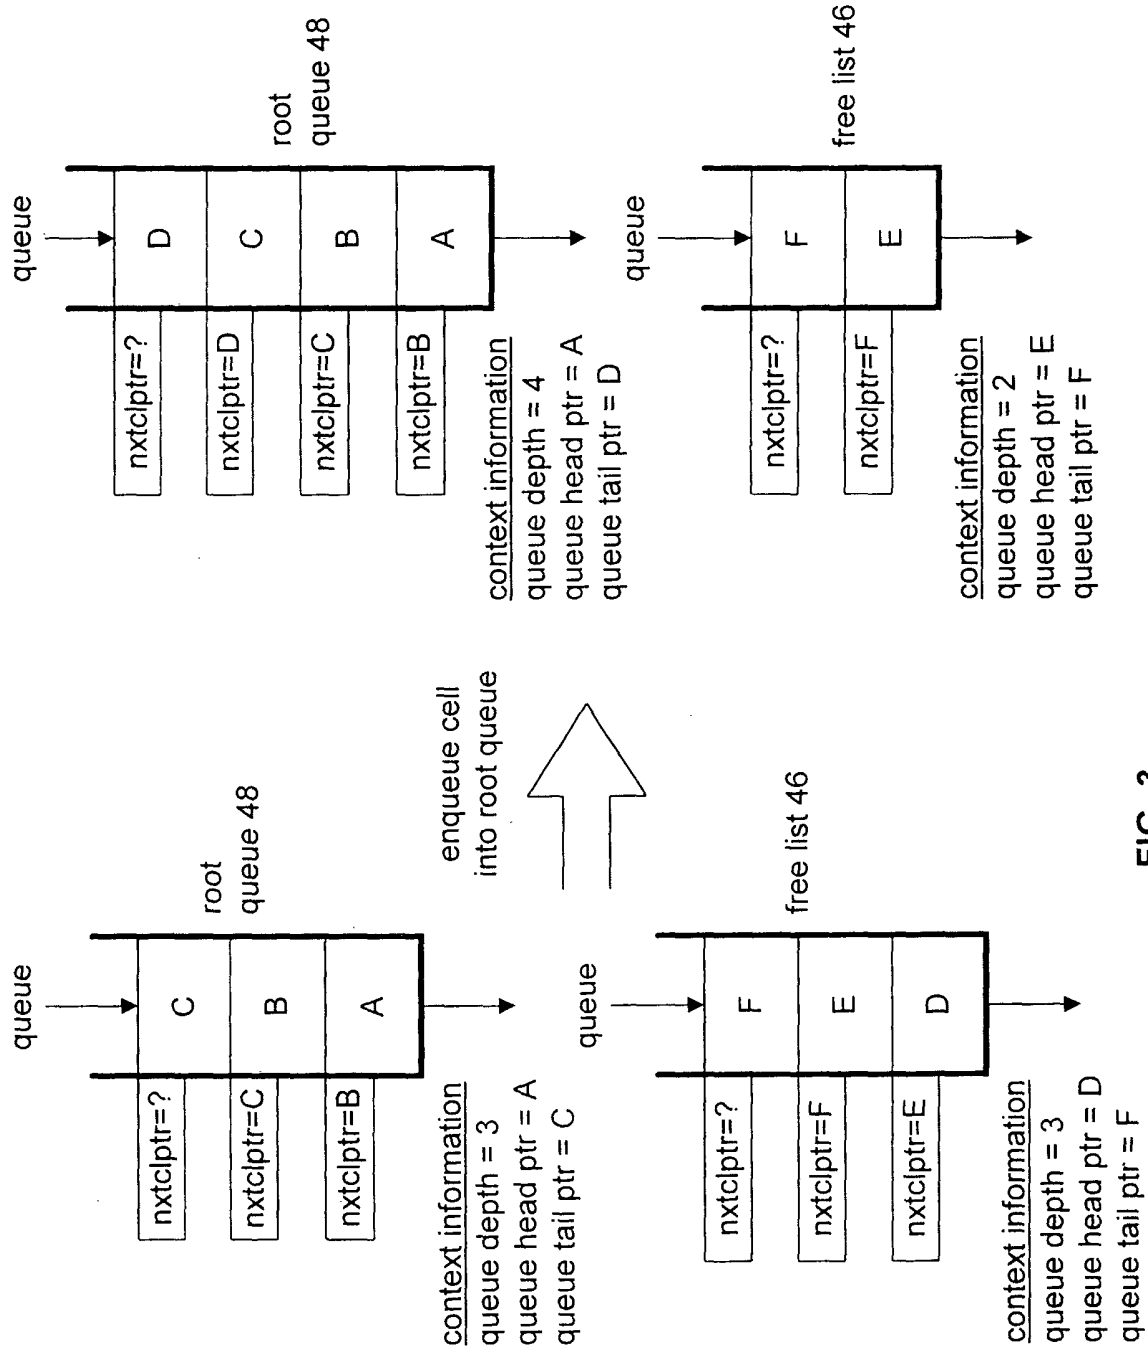 queue
nxtclptr=?
C
nxtclptr=C
B
nxtclptr=B
A
root
queue 48
context information
queue depth = 3
queue head ptr = A
queue tail ptr = C
queue
nxtclptr=?
F
nxtclptr=F
E
nxtclptr=E
D
free list 46
context information
queue depth = 3
queue head ptr = D
queue tail ptr = F
enqueue cell
into root queue
queue
nxtclptr=?
D
nxtclptr=D
C
nxtclptr=C
B
nxtclptr=B
A
root
queue 48
context information
queue depth = 4
queue head ptr = A
queue tail ptr = D
queue
nxtclptr=?
F
nxtclptr=F
E
free list 46
context information
queue depth = 2
queue head ptr = E
queue tail ptr = F
FIG.